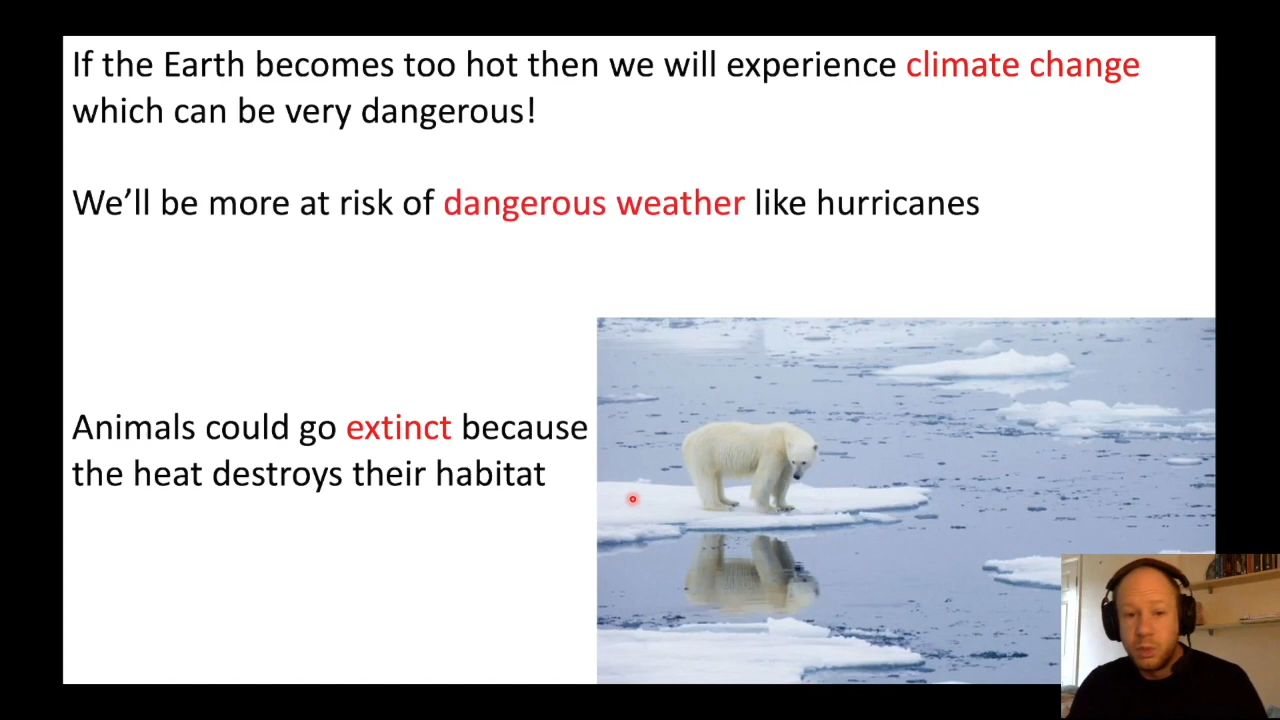 If the Earth becomes too hot then we will experience climate change
which can be very dangerous!
We’ll be more at risk of dangerous weather like hurricanes
Animals could go extinct because
the heat destroys their habitat